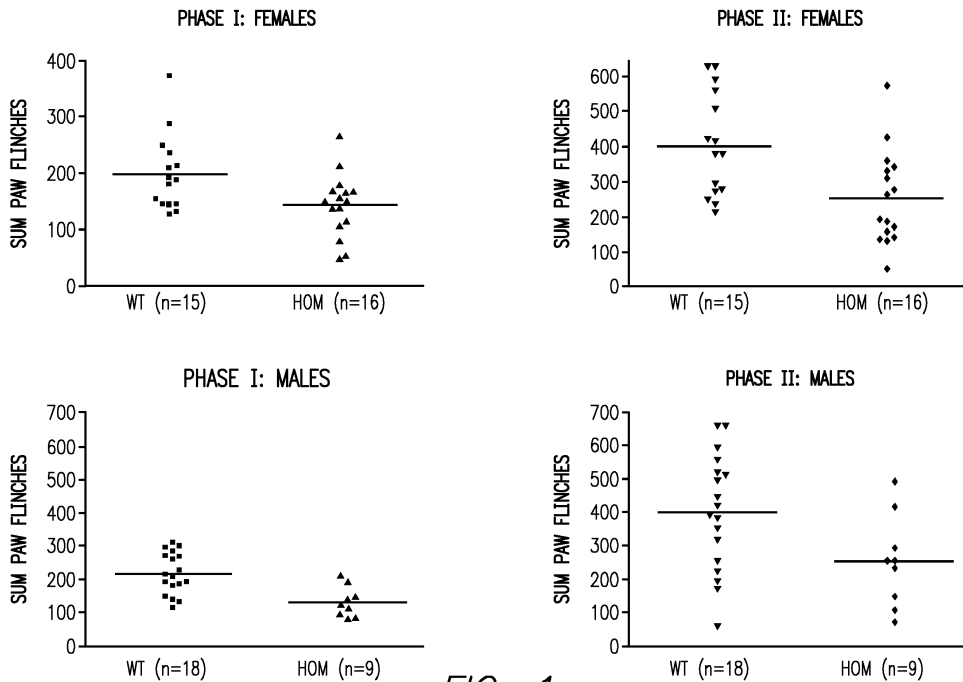 PHASE I: FEMALES
SUM PAW FLINCHES
400
300
200
100
0
WT (n=15)
HOM (n=16)
PHASE II: FEMALES
SUM PAW FLINCHES
600
500
400
300
200
100
0
WT (n=15)
HOM (n=16)
PHASE I: MALES
SUM PAW FLINCHES
700
600
500
400
300
200
100
0
WT (n=18)
HOM (n=9)
PHASE II: MALES
SUM PAW FLINCHES
700
600
500
400
300
200
100
0
WT (n=18)
HOM (n=9)